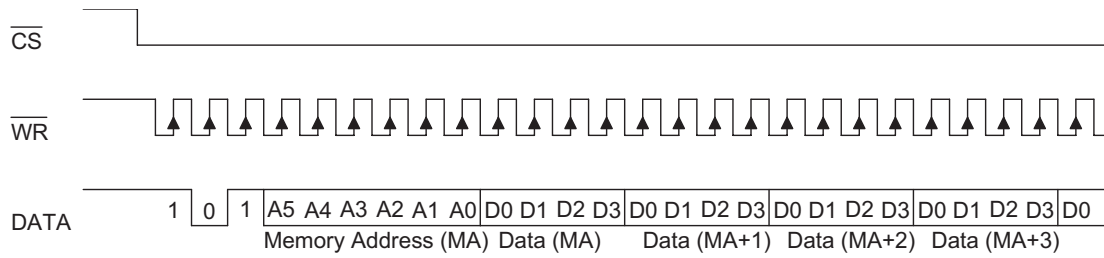 CS
WR
DATA 1 0 1 A5 A4 A3 A2 A1 A0 D0 D1 D2 D3 D0 D1 D2 D3 D0 D1 D2 D3 D0 D1 D2 D3 D0
Memory Address (MA) Data (MA) Data (MA+1) Data (MA+2) Data (MA+3)